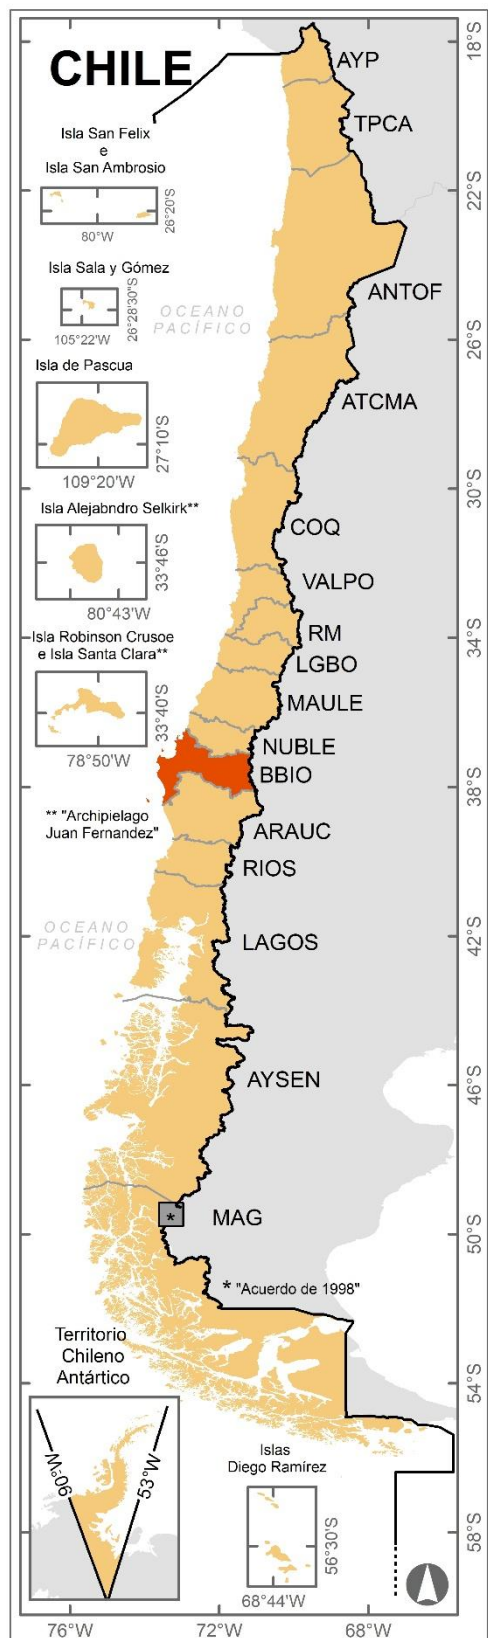 CHILE
18°S
AYP
TPCA
Isla San Felix
e
Isla San Ambrosio
26°20'S
80°W
22°S
Isla Sala y Gómez
26°28'30"S
105°22'W
OCEANO
PACÍFICO
ANTOF
26°S
Isla de Pascua
27°10'S
109°20'W
ATCMA
30°S
Isla Alejabndro Selkirk**
33°46'S
80°43'W
COQ
VALPO
34°S
RM
LGBO
Isla Robinson Crusoe
e Isla Santa Clara**
33°40'S
78°50'W
MAULE
NUBLE
BBIO
38°S
** "Archipielago
Juan Fernandez"
ARAUC
RIOS
OCEANO
PACÍFICO
LAGOS
42°S
AYSEN
46°S
*
MAG
50°S
* "Acuerdo de 1998"
Territorio
Chileno
Antártico
90°W
53°W
54°S
Islas
Diego Ramírez
56°30'S
68°44'W
58°S
76°W
72°W
68°W